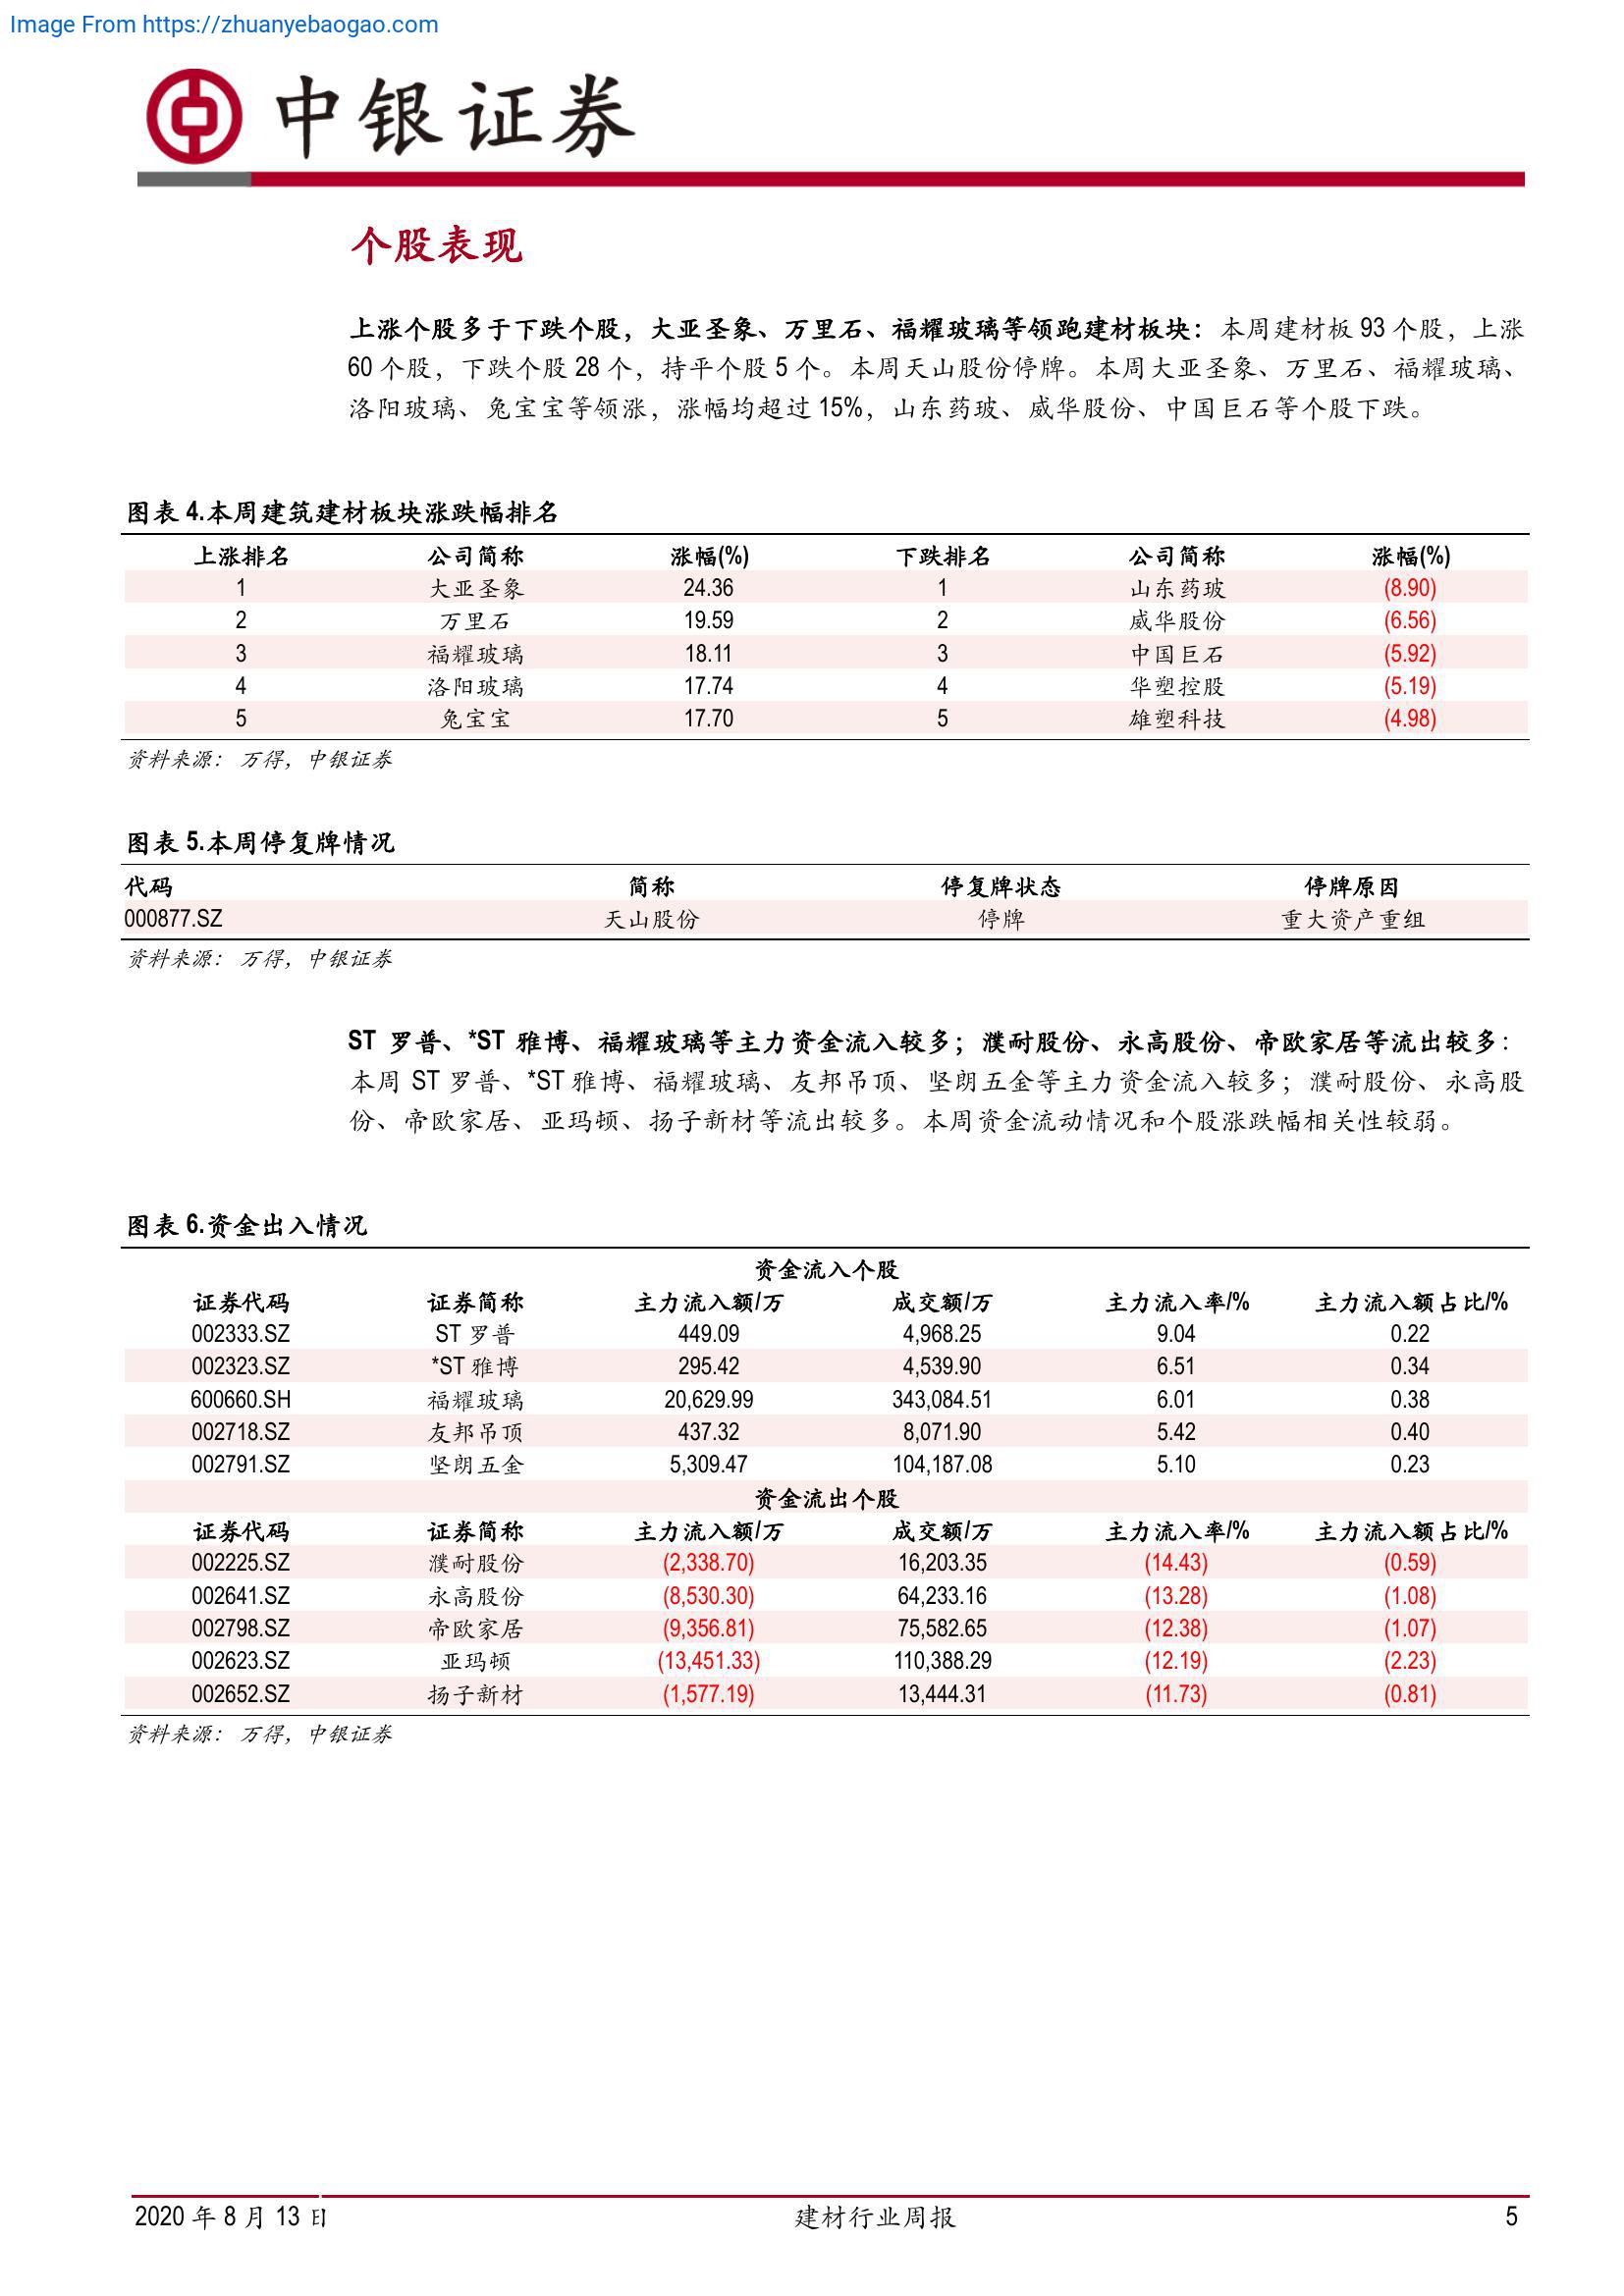 Image From https://zhuanyebaogao.com
中银证券
个股表现
上涨个股多于下跌个股，大亚圣象、万里石、福耀玻璃等领跑建材板块：本周建材板 93 个股，上涨
60 个股，下跌个股 28 个，持平个股 5 个。本周天山股份停牌。本周大亚圣象、万里石、福耀玻璃、
洛阳玻璃、兔宝宝等领涨，涨幅均超过 15%，山东药玻、威华股份、中国巨石等个股下跌。
图表 4.本周建筑建材板块涨跌幅排名
上涨排名 公司简称 涨幅(%) 下跌排名 公司简称 涨幅(%)
1 大亚圣象 24.36 1 山东药玻 (8.90)
2 万里石 19.59 2 威华股份 (6.56)
3 福耀玻璃 18.11 3 中国巨石 (5.92)
4 洛阳玻璃 17.74 4 华塑控股 (5.19)
5 兔宝宝 17.70 5 雄塑科技 (4.98)
资料来源： 万得，中银证券
图表 5.本周停复牌情况
代码 简称 停复牌状态 停牌原因
000877.SZ 天山股份 停牌 重大资产重组
资料来源： 万得，中银证券
ST 罗普、*ST 雅博、福耀玻璃等主力资金流入较多；濮耐股份、永高股份、帝欧家居等流出较多：
本周 ST 罗普、*ST 雅博、福耀玻璃、友邦吊顶、坚朗五金等主力资金流入较多；濮耐股份、永高股
份、帝欧家居、亚玛顿、扬子新材等流出较多。本周资金流动情况和个股涨跌幅相关性较弱。
图表 6.资金出入情况
资金流入个股
证券代码 证券简称 主力流入额/万 成交额/万 主力流入率/% 主力流入额占比/%
002333.SZ ST 罗普 449.09 4,968.25 9.04 0.22
002323.SZ *ST 雅博 295.42 4,539.90 6.51 0.34
600660.SH 福耀玻璃 20,629.99 343,084.51 6.01 0.38
002718.SZ 友邦吊顶 437.32 8,071.90 5.42 0.40
002791.SZ 坚朗五金 5,309.47 104,187.08 5.10 0.23
资金流出个股
证券代码 证券简称 主力流入额/万 成交额/万 主力流入率/% 主力流入额占比/%
002225.SZ 濮耐股份 (2,338.70) 16,203.35 (14.43) (0.59)
002641.SZ 永高股份 (8,530.30) 64,233.16 (13.28) (1.08)
002798.SZ 帝欧家居 (9,356.81) 75,582.65 (12.38) (1.07)
002623.SZ 亚玛顿 (13,451.33) 110,388.29 (12.19) (2.23)
002652.SZ 扬子新材 (1,577.19) 13,444.31 (11.73) (0.81)
资料来源： 万得，中银证券
2020 年 8 月 13 日 建材行业周报 5